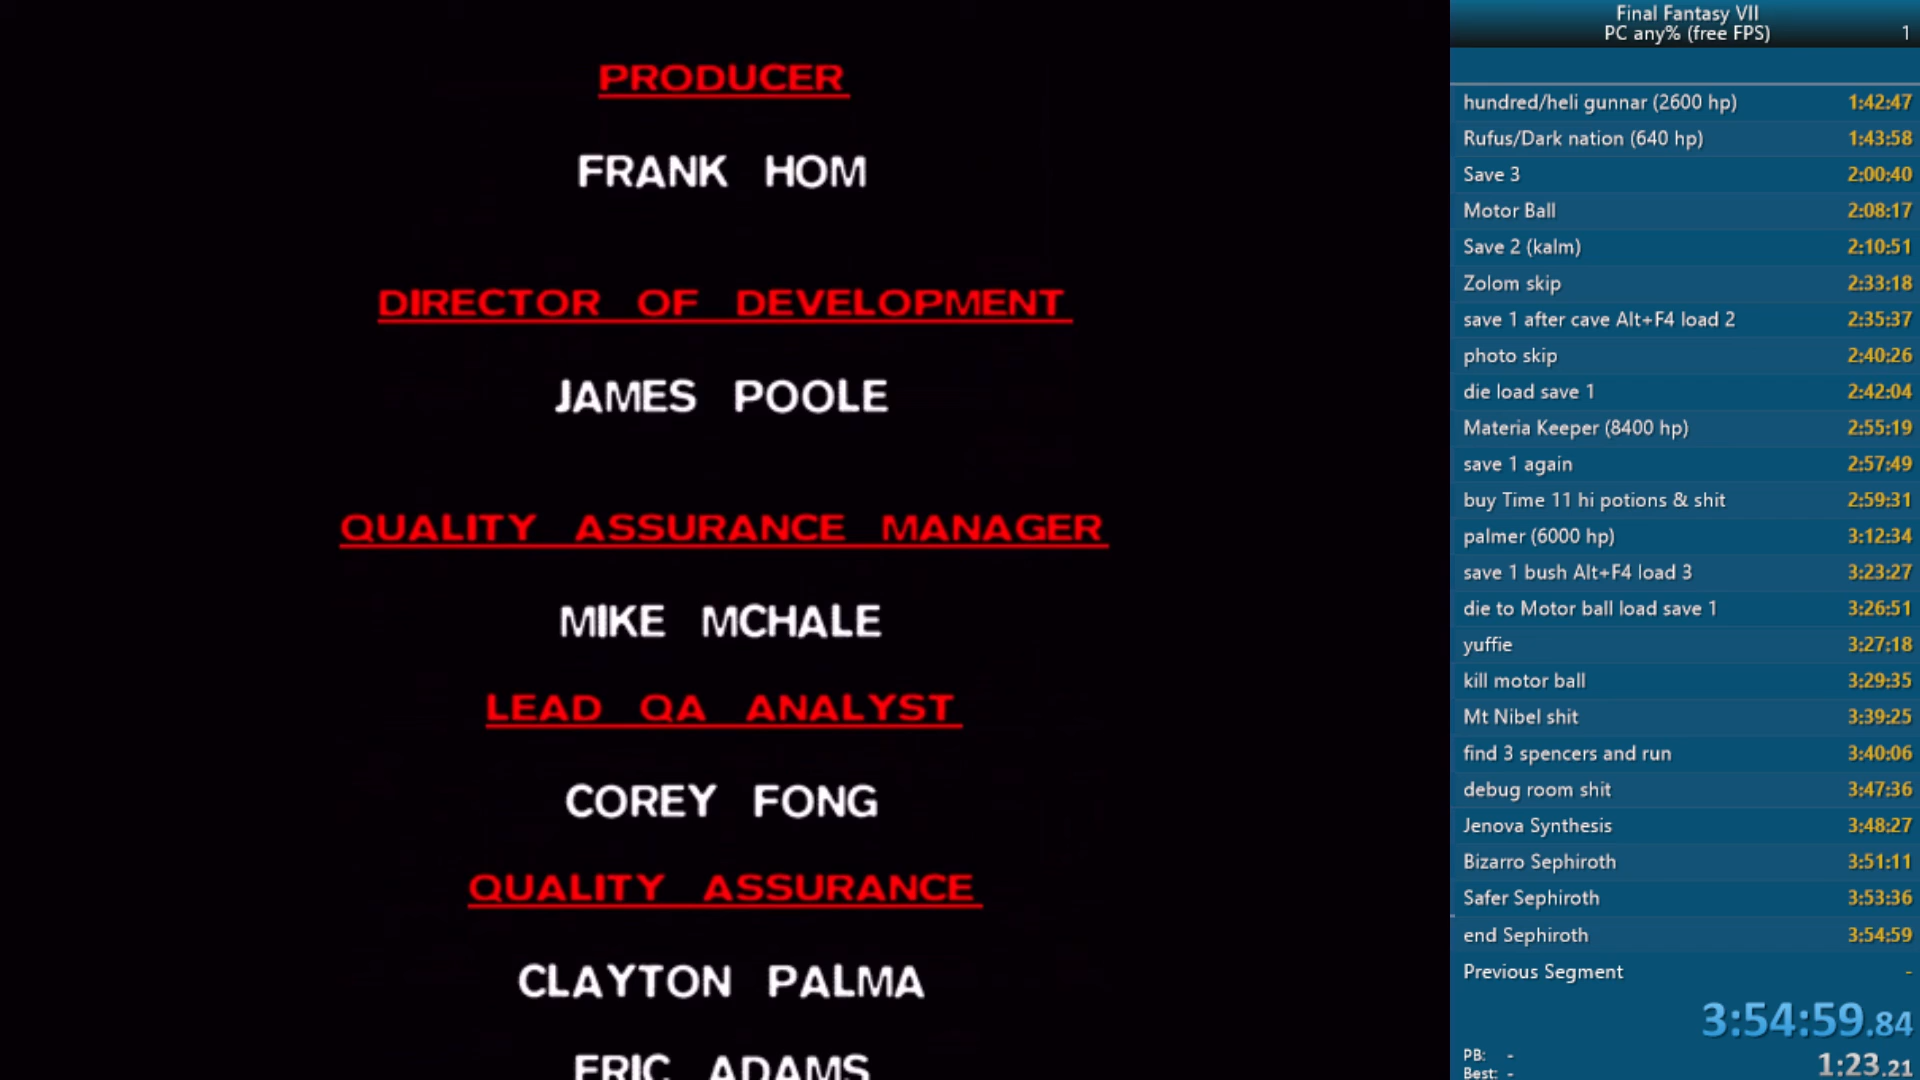 PRODUCER
FRANK HOM
DIRECTOR OF DEVELOPMENT
JAMES POOLE
QUALITY ASSURANCE MANAGER
MIKE MCHALE
LEAD QA ANALYST
COREY FONG
QUALITY ASSURANCE
CLAYTON PALMA
ERIC ADAMS
Final Fantasy VII
PC any% (free FPS) 1
hundred/heli gunnar (2600 hp) 1:42:47
Rufus/Dark nation (640 hp) 1:43:58
Save 3 2:00:40
Motor Ball 2:08:17
Save 2 (kalm) 2:10:51
Zolom skip 2:33:18
save 1 after cave Alt+F4 load 2 2:35:37
photo skip 2:40:26
die load save 1 2:42:04
Materia Keeper (8400 hp) 2:55:19
save 1 again 2:57:49
buy Time 11 hi potions & shit 2:59:31
palmer (6000 hp) 3:12:34
save 1 bush Alt+F4 load 3 3:23:27
die to Motor ball load save 1 3:26:51
yuffie 3:27:18
kill motor ball 3:29:35
Mt Nibel shit 3:39:25
find 3 spencers and run 3:40:06
debug room shit 3:47:36
Jenova Synthesis 3:48:27
Bizarro Sephiroth 3:51:11
Safer Sephiroth 3:53:36
end Sephiroth 3:54:59
Previous Segment -
3:54:59.84
PB: -
Best: - 1:23.21